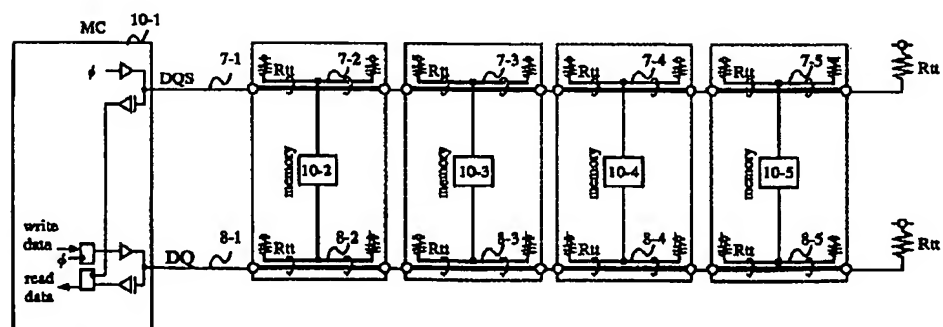 MC 10-1
ϕ
DQS
7-1
Rtt 7-2
Rtt 7-3
Rtt 7-4
Rtt 7-5
Rtt
memory 10-2
memory 10-3
memory 10-4
memory 10-5
write data
ϕ
read data
DQ
8-1
Rtt 8-2
Rtt 8-3
Rtt 8-4
Rtt 8-5
Rtt